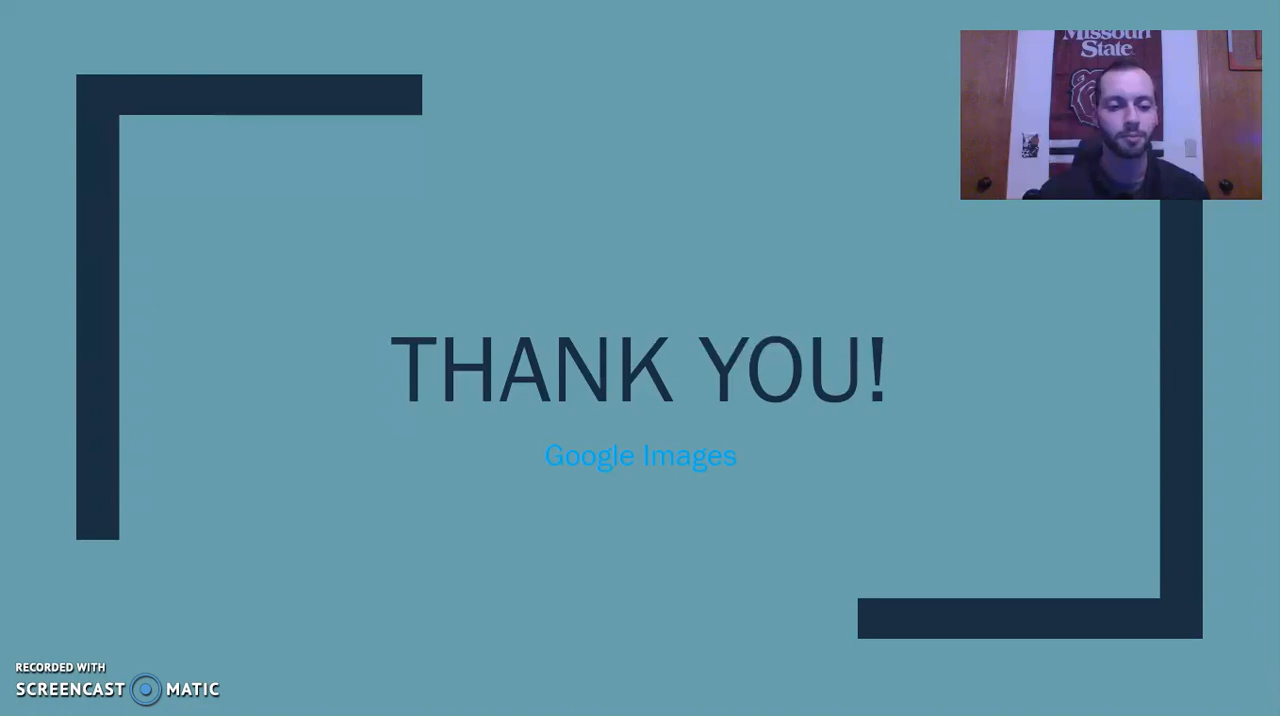 Missouri
State
THANK YOU!
Google Images
RECORDED WITH
SCREENCAST MATIC